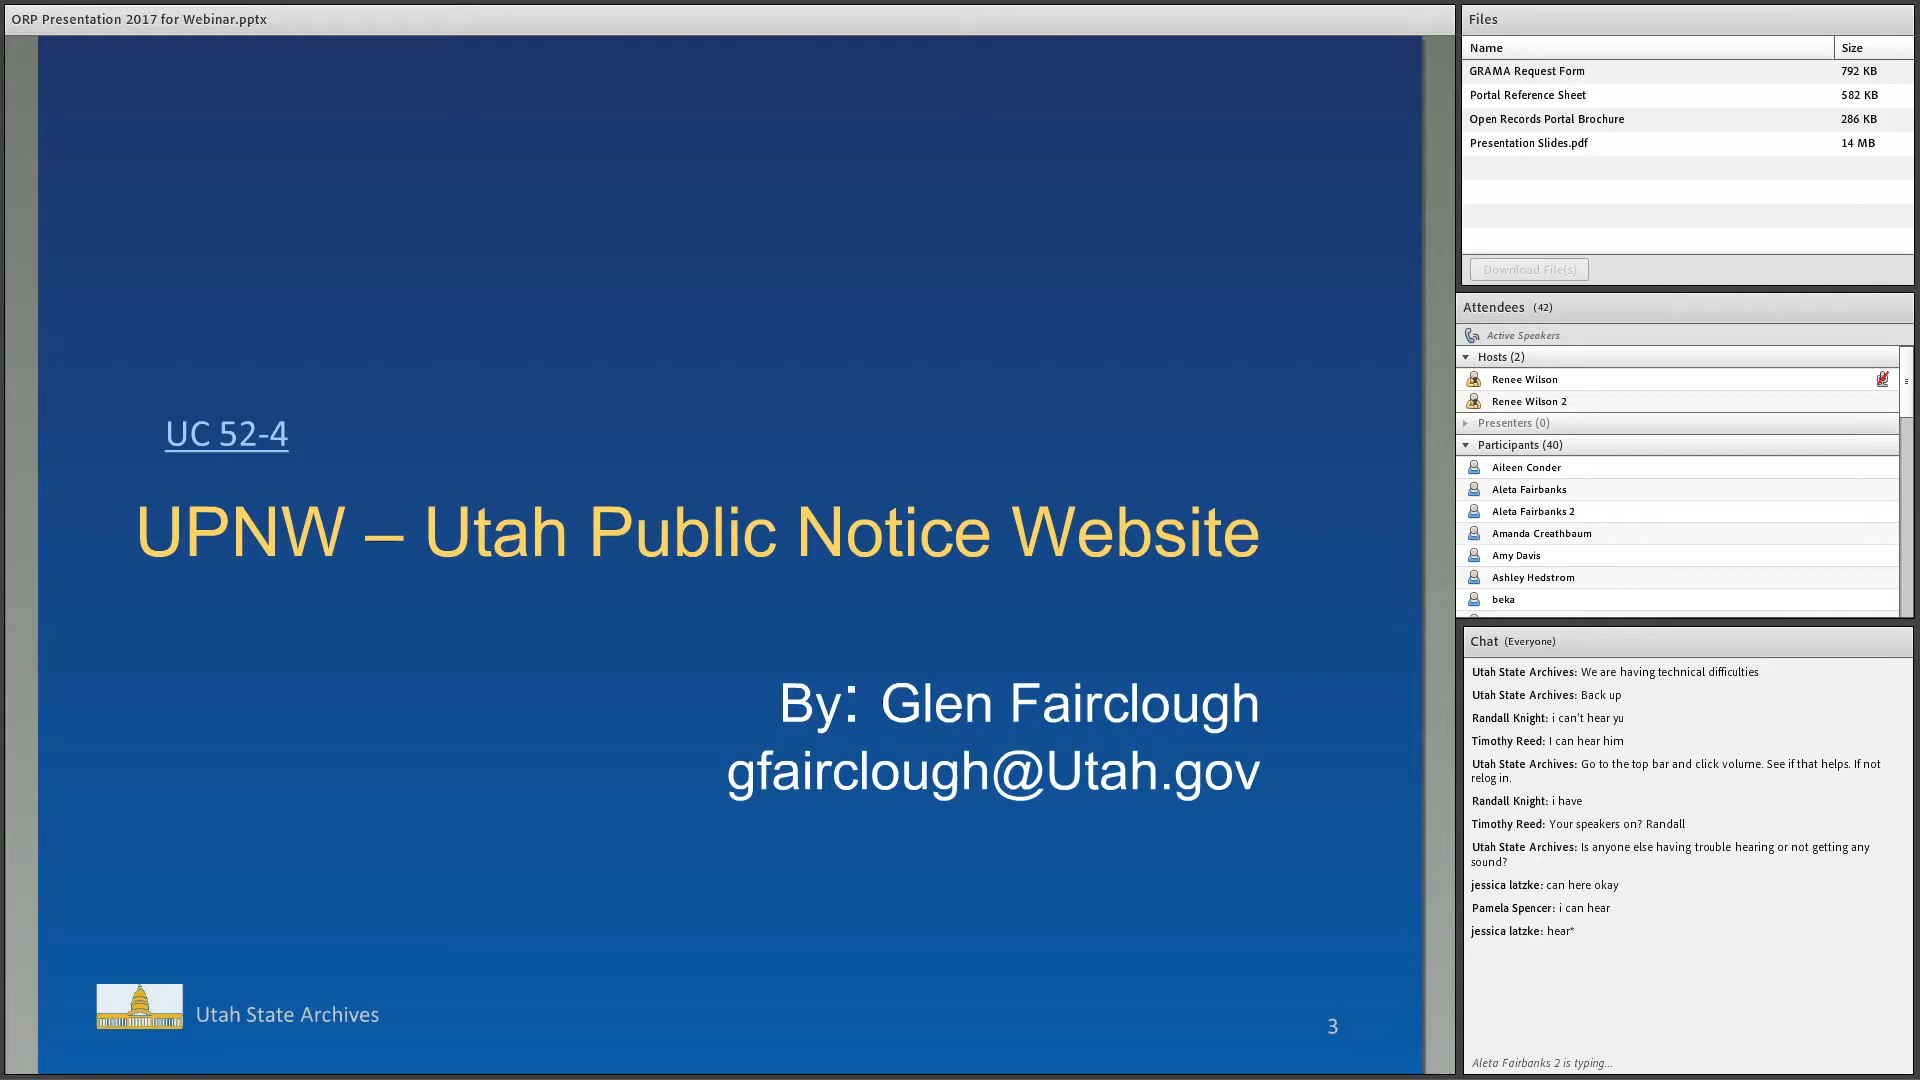 ORP Presentation 2017 for Webinar.pptx
UC 52-4
UPNW – Utah Public Notice Website
By: Glen Fairclough
gfairclough@Utah.gov
Utah State Archives
3
Files
Name Size
GRAMA Request Form 792 KB
Portal Reference Sheet 582 KB
Open Records Portal Brochure 286 KB
Presentation Slides.pdf 14 MB
Download File(s)
Attendees (42)
Active Speakers
Hosts (2)
Renee Wilson
Renee Wilson 2
Presenters (0)
Participants (40)
Aileen Conder
Aleta Fairbanks
Aleta Fairbanks 2
Amanda Creathbaum
Amy Davis
Ashley Hedstrom
beka
Chat (Everyone)
Utah State Archives: We are having technical difficulties
Utah State Archives: Back up
Randall Knight: i can't hear yu
Timothy Reed: I can hear him
Utah State Archives: Go to the top bar and click volume. See if that helps. If not
relog in.
Randall Knight: i have
Timothy Reed: Your speakers on? Randall
Utah State Archives: Is anyone else having trouble hearing or not getting any
sound?
jessica latzke: can here okay
Pamela Spencer: i can hear
jessica latzke: hear*
Aleta Fairbanks 2 is typing...